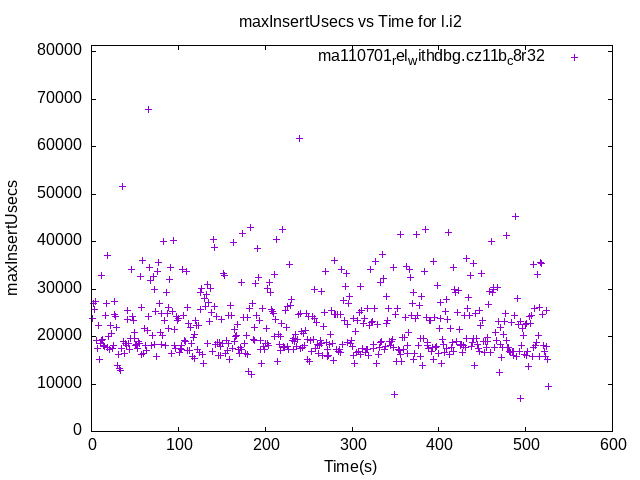 maxInsertUsecs vs Time for l.i2
ma110701_rel_withdbg.cz11b_c8r32
maxInsertUsecs
80000
70000
60000
50000
40000
30000
20000
10000
0
0 100 200 300 400 500 600
Time(s)